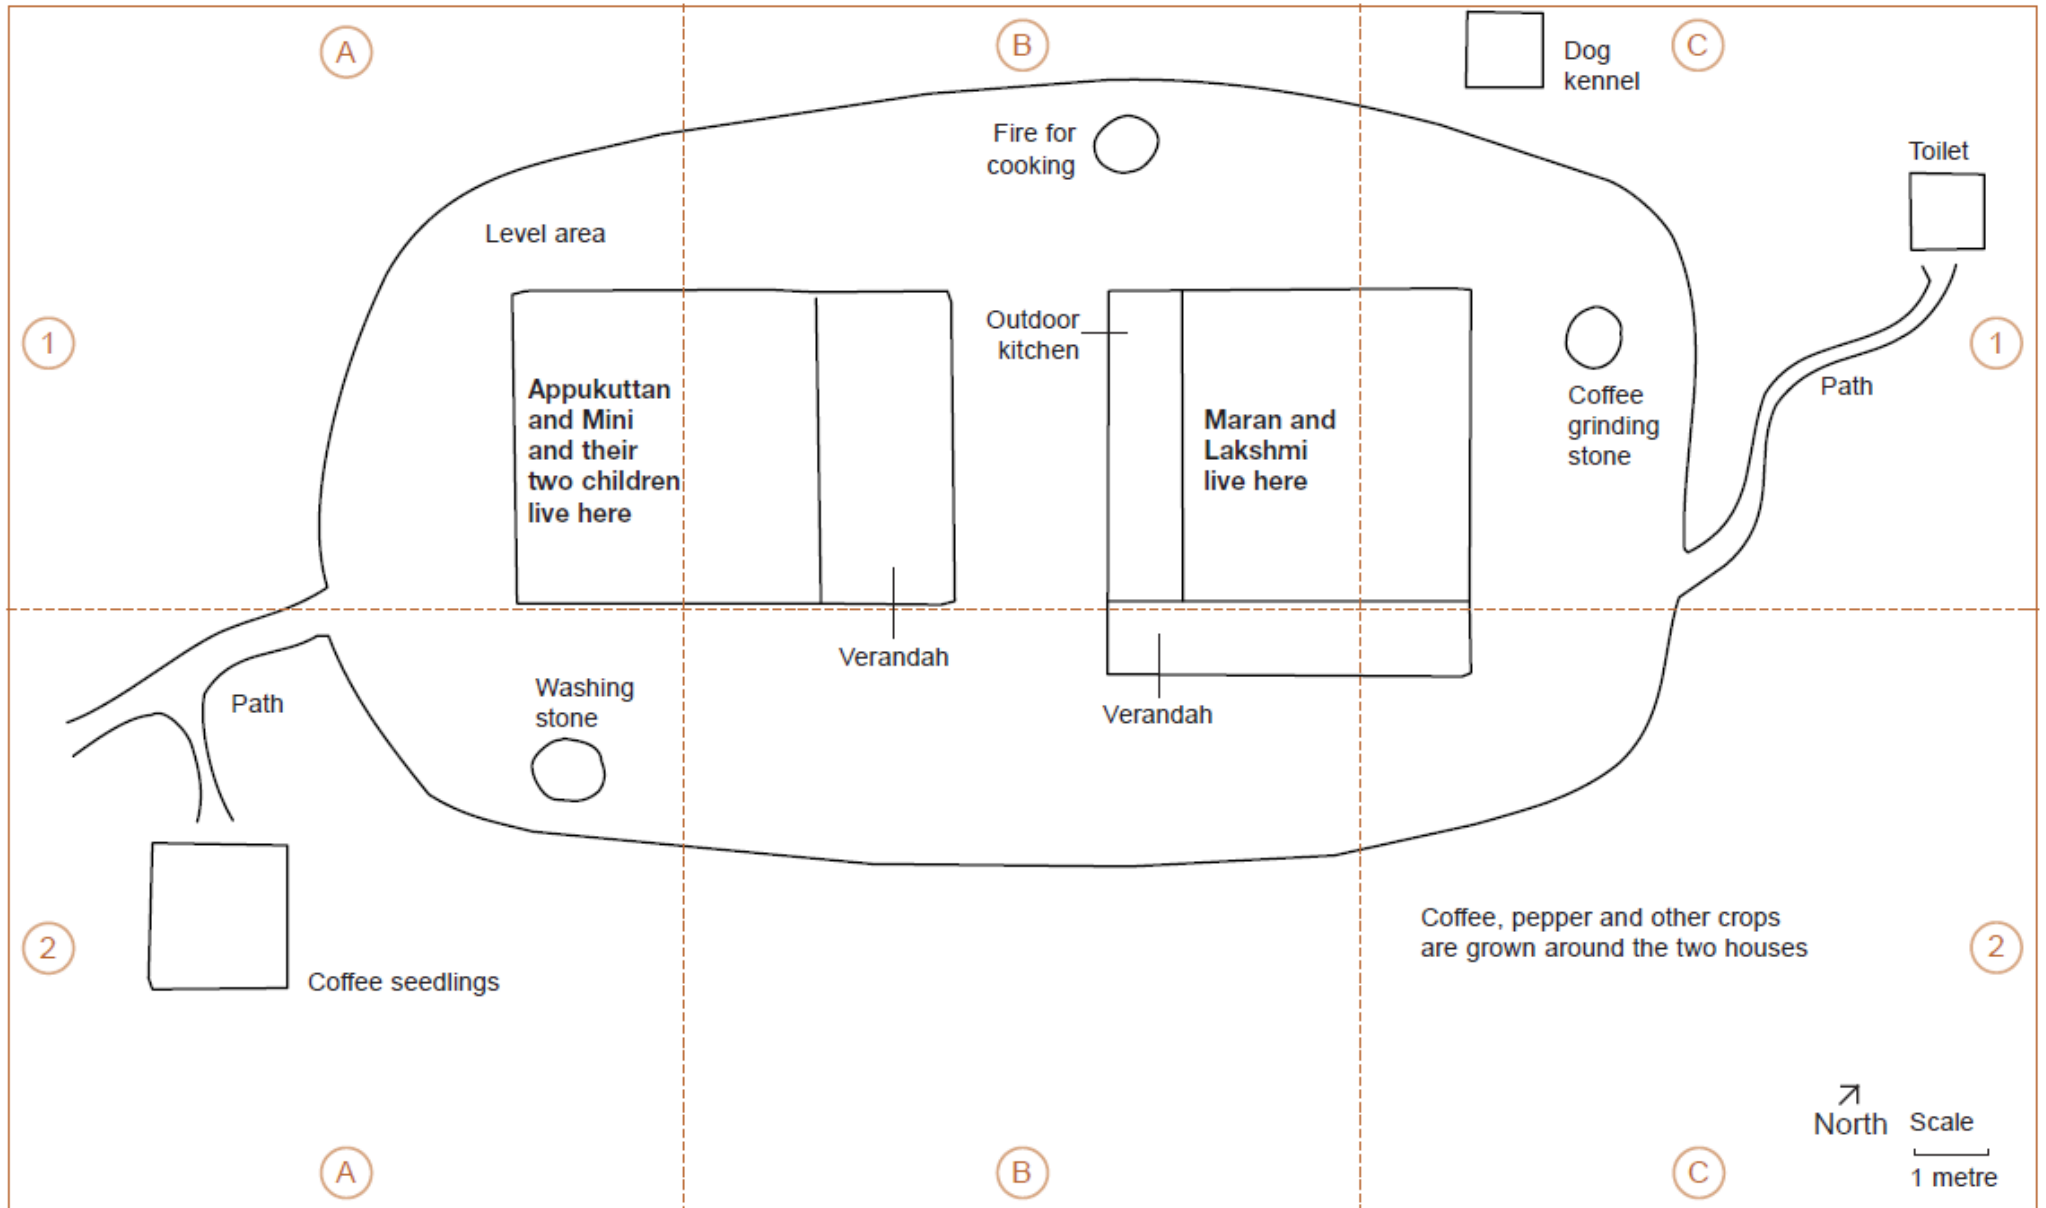 A
B
C
Dog
kennel
Fire for
cooking
Toilet
Level area
1
Outdoor
kitchen
1
Appukuttan
and Mini
and their
two children
live here
Maran and
Lakshmi
live here
Coffee
grinding
stone
Path
Verandah
Washing
stone
Path
Verandah
2
Coffee seedlings
Coffee, pepper and other crops
are grown around the two houses
2
North
Scale
1 metre
A
B
C